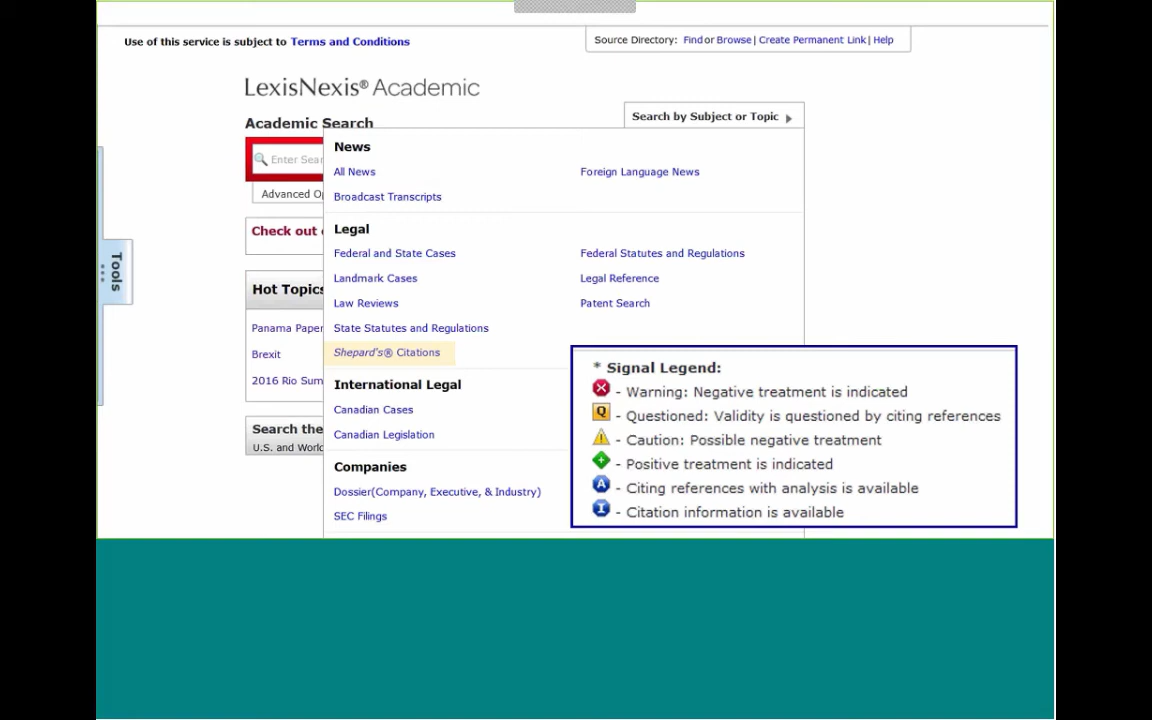 Use of this service is subject to Terms and Conditions
Source Directory: Find or Browse | Create Permanent Link | Help
LexisNexis® Academic
Academic Search
Search by Subject or Topic
Enter Sear
Advanced Op
Check out
Hot Topics
Panama Paper
Brexit
2016 Rio Sum
Search the
U.S. and World
Tools
News
All News
Foreign Language News
Broadcast Transcripts
Legal
Federal and State Cases
Federal Statutes and Regulations
Landmark Cases
Legal Reference
Law Reviews
Patent Search
State Statutes and Regulations
Shepard's® Citations
International Legal
Canadian Cases
Canadian Legislation
Companies
Dossier(Company, Executive, & Industry)
SEC Filings
* Signal Legend:
- Warning: Negative treatment is indicated
Q - Questioned: Validity is questioned by citing references
- Caution: Possible negative treatment
- Positive treatment is indicated
A - Citing references with analysis is available
I - Citation information is available